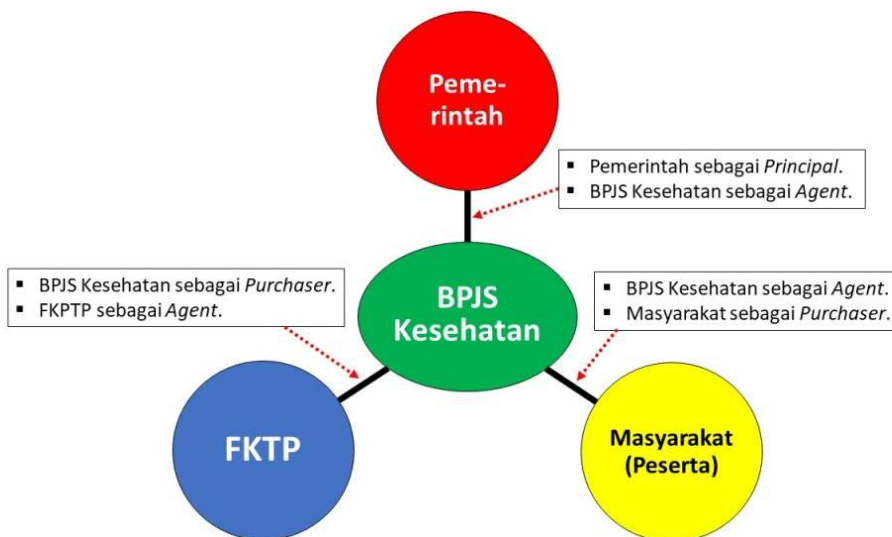 Peme-
rintah
▪ Pemerintah sebagai Principal.
▪ BPJS Kesehatan sebagai Agent.
▪ BPJS Kesehatan sebagai Purchaser.
▪ FKPTP sebagai Agent.
BPJS
Kesehatan
▪ BPJS Kesehatan sebagai Agent.
▪ Masyarakat sebagai Purchaser.
FKTP
Masyarakat
(Peserta)